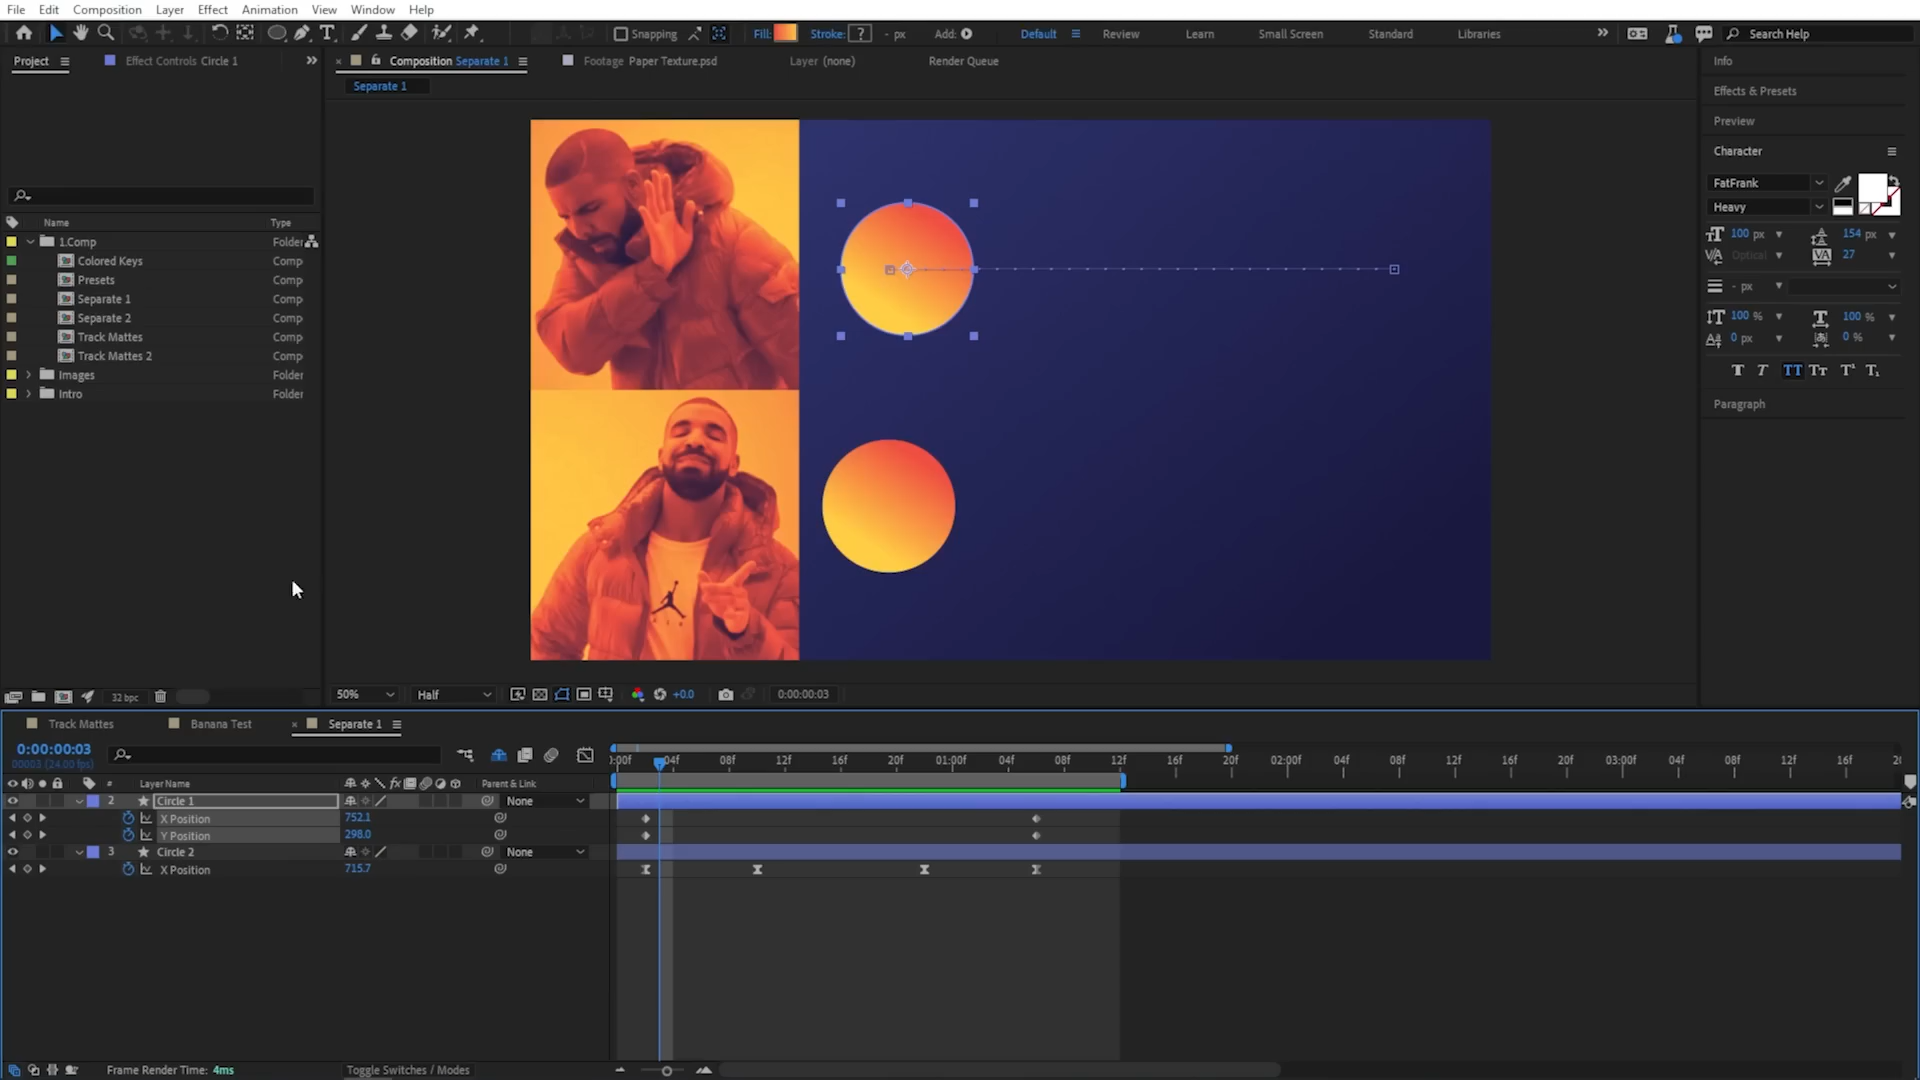 File Edit Composition Layer Effect Animation View Window Help
Snapping Fill: Stroke: ? - px Add: Default Review Learn Small Screen Standard Libraries Search Help
Project Effect Controls Circle 1 Composition Separate 1 Footage Paper Texture.psd Layer (none) Render Queue
Separate 1
Name Type
1.Comp Folder
Colored Keys Comp
Presets Comp
Separate 1 Comp
Separate 2 Comp
Track Mattes Comp
Track Mattes 2 Comp
Images Folder
Intro Folder
32 bpc
50% Half +0.0 0:00:00:03
Info
Effects & Presets
Preview
Character
FatFrank
Heavy
100 px 154 px
Optical 27
- px
100 % 100 %
0 px 0 %
T T TT Tт T¹ T₁
Paragraph
Track Mattes Banana Test Separate 1
0:00:00:03
00003 (24.00 fps)
):00f 04f 08f 12f 16f 20f 01:00f 04f 08f 12f 16f 20f 02:00f 04f 08f 12f 16f 20f 03:00f 04f 08f 12f 16f
# Layer Name fx Parent & Link
2 Circle 1 None
X Position 752.1
Y Position 298.0
3 Circle 2 None
X Position 715.7
Frame Render Time: 4ms Toggle Switches / Modes